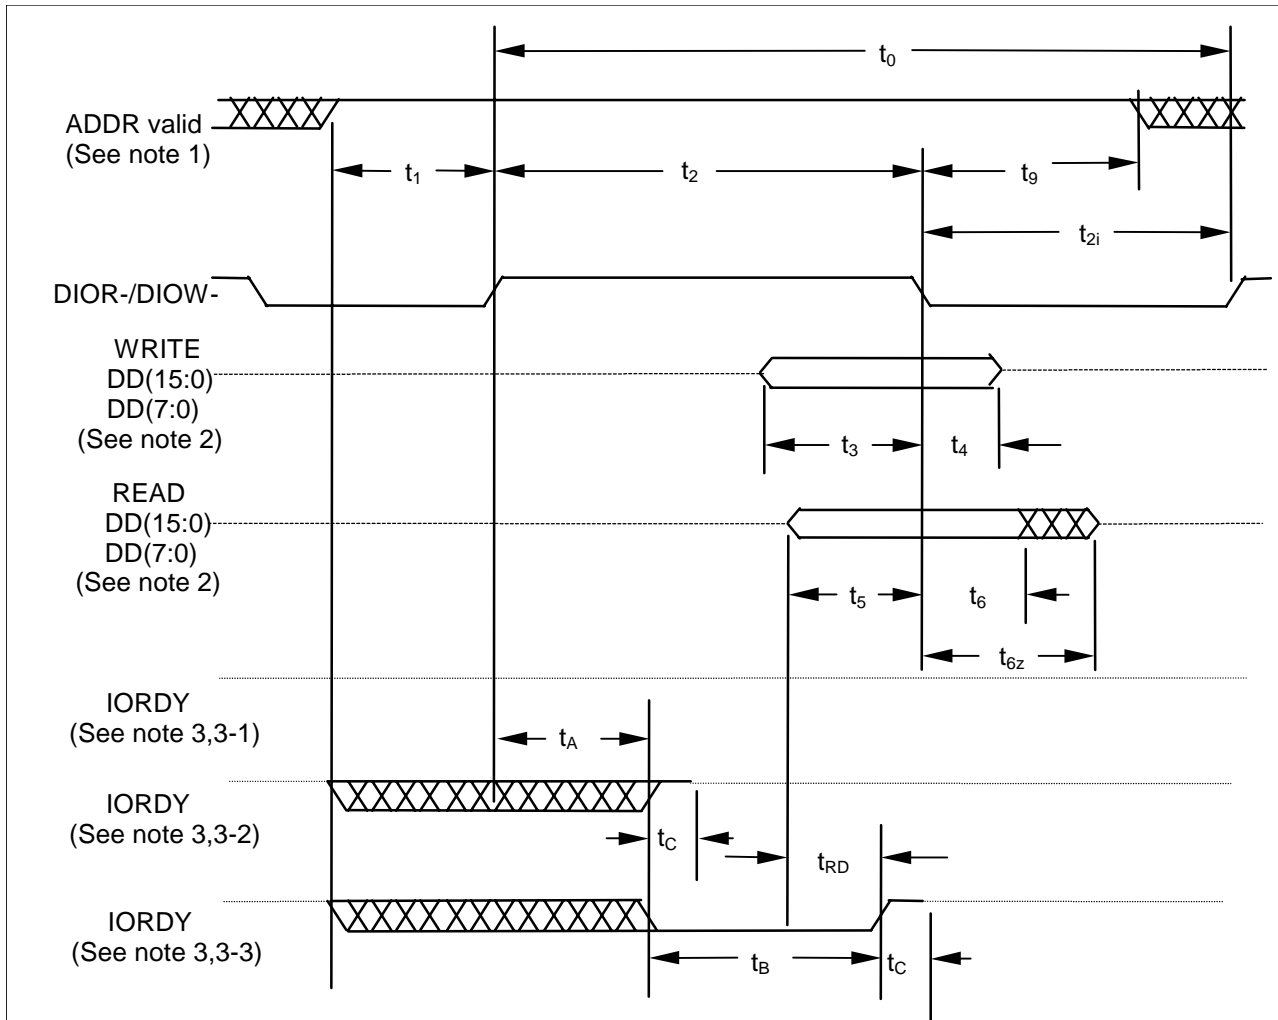 t0
ADDR valid
(See note 1)
t1
t2
t9
t2i
DIOR-/DIOW-
WRITE
DD(15:0)
DD(7:0)
(See note 2)
t3
t4
READ
DD(15:0)
DD(7:0)
(See note 2)
t5
t6
t6z
IORDY
(See note 3,3-1)
tA
IORDY
(See note 3,3-2)
tC
tRD
IORDY
(See note 3,3-3)
tB
tC